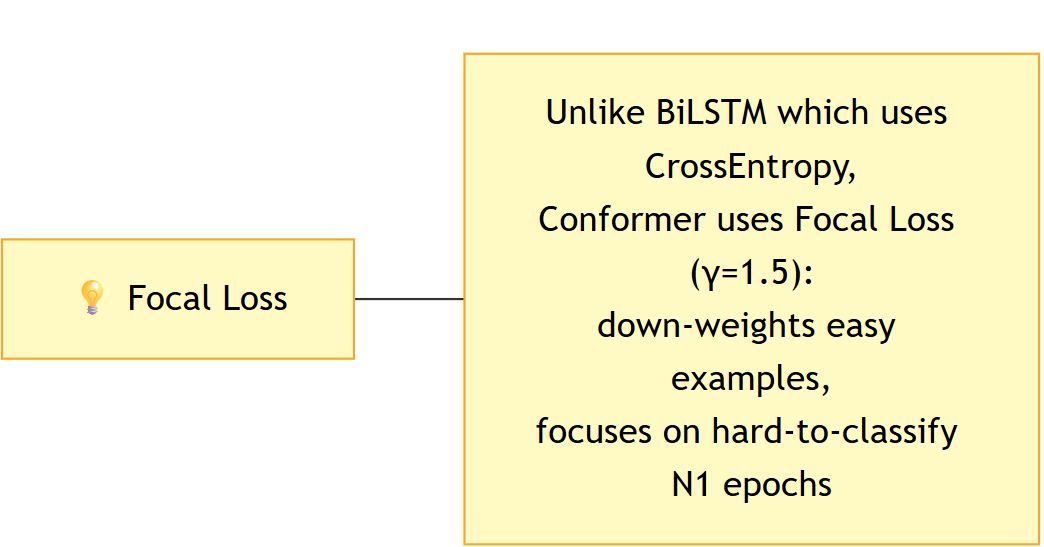 💡 Focal Loss
Unlike BiLSTM which uses
CrossEntropy,
Conformer uses Focal Loss
(γ=1.5):
down-weights easy
examples,
focuses on hard-to-classify
N1 epochs